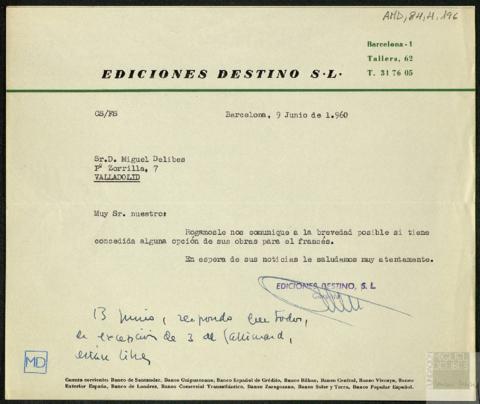 AMD,84,4,196
Barcelona-1
Tallers, 62
T. 31 76 05
EDICIONES DESTINO S·L·
CS/FS
Barcelona, 9 Junio de 1.960
Sr.D. Miguel Delibes
Pº Zorrilla, 7
VALLADOLID
Muy Sr. nuestro:
Rogamosle nos comunique a la brevedad posible si tiene
concedida alguna opción de sus obras para el francés.
En espera de sus noticias le saludamos muy atentamente.
EDICIONES DESTINO, S. L.
13 Junio, respondo que todos,
a excepción de 3 de Gallimard,
están libres
MD
Cuentas corrientes: Banco de Santander, Banco Guipuzcoano, Banco Español de Crédito, Banco Bilbao, Banco Central, Banco Vizcaya, Banco
Exterior España, Banco de Londres, Banco Comercial Transatlántico, Banco Zaragozano, Banco Soler y Torra, Banco Popular Español.